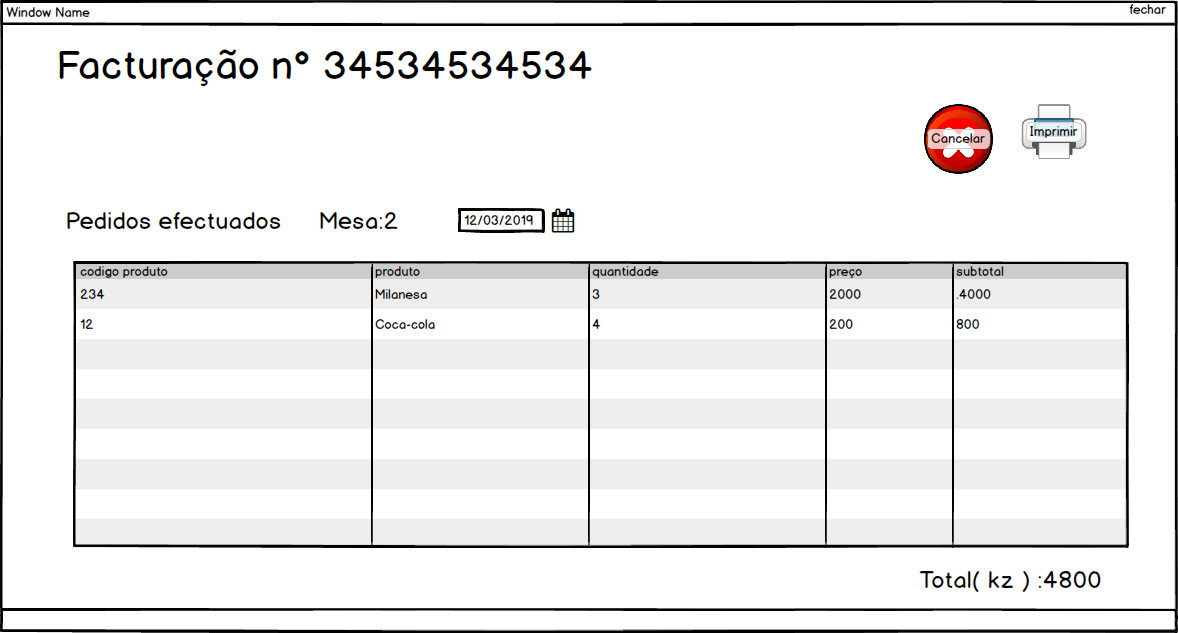 Window Name fechar
Facturação nº 34534534534
Cancelar Imprimir
Pedidos efectuados Mesa:2 12/03/2019
codigo produto produto quantidade preço subtotal
234 Milanesa 3 2000 .4000
12 Coca-cola 4 200 800
Total( kz ) :4800